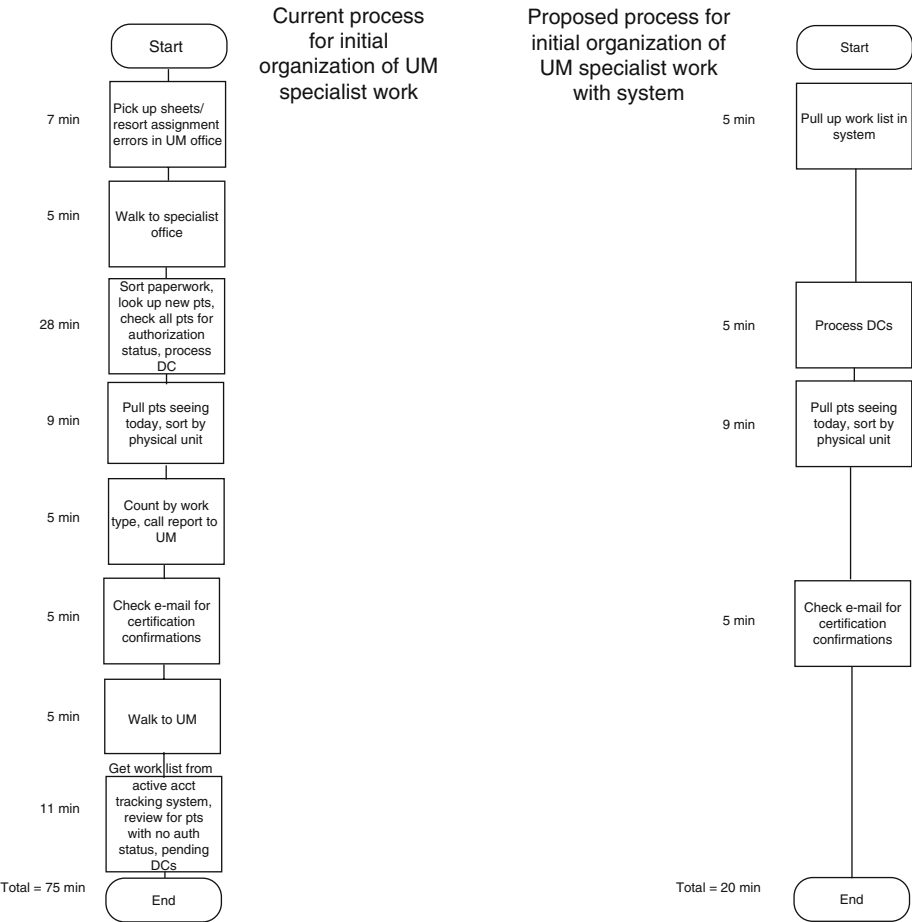 Current process
for initial
organization of UM
specialist work
Start
7 min
Pick up sheets/
resort assignment
errors in UM office
5 min
Walk to specialist
office
28 min
Sort paperwork,
look up new pts,
check all pts for
authorization
status, process
DC
9 min
Pull pts seeing
today, sort by
physical unit
5 min
Count by work
type, call report to
UM
5 min
Check e-mail for
certification
confirmations
5 min
Walk to UM
11 min
Get work list from
active acct
tracking system,
review for pts
with no auth
status, pending
DCs
Total = 75 min
End
Proposed process for
initial organization of
UM specialist work
with system
Start
5 min
Pull up work list in
system
5 min
Process DCs
9 min
Pull pts seeing
today, sort by
physical unit
5 min
Check e-mail for
certification
confirmations
Total = 20 min
End